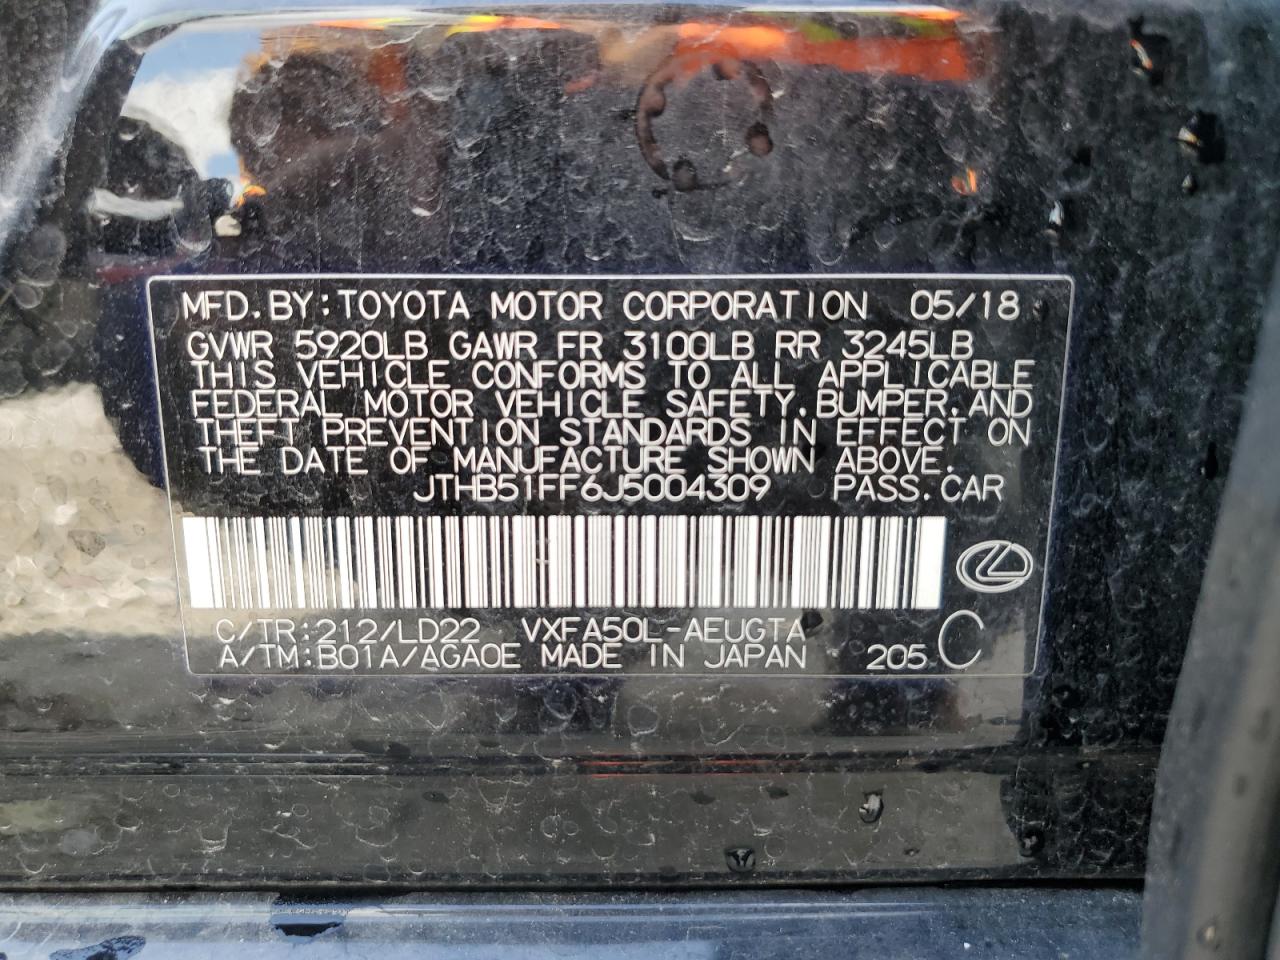 MFD.BY:TOYOTA MOTOR CORPORATION 05/18
GVWR 5920LB GAWR FR 3100LB RR 3245LB
THIS VEHICLE CONFORMS TO ALL APPLICABLE
FEDERAL MOTOR VEHICLE SAFETY,BUMPER,AND
THEFT PREVENTION STANDARDS IN EFFECT ON
THE DATE OF MANUFACTURE SHOWN ABOVE.
JTHB51FF6J5004309 PASS.CAR
C/TR:212/LD22 VXFA50L-AEUGTA
A/TM:B01A/AGA0E MADE IN JAPAN 205 C